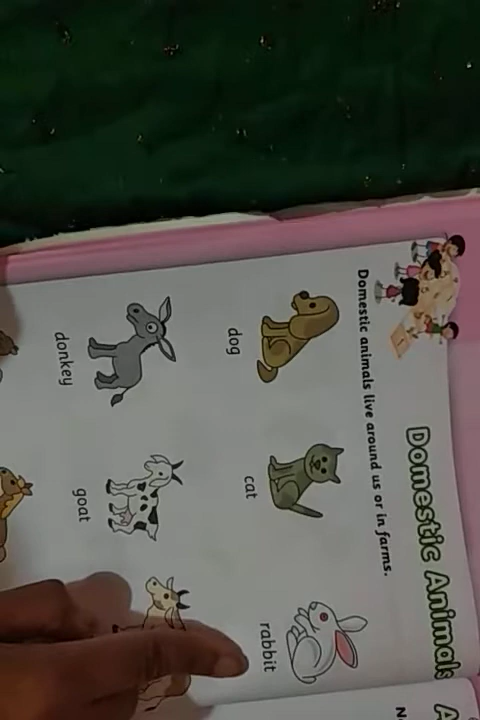 Domestic Animals
Domestic animals live around us or in farms.
dog cat rabbit
donkey goat